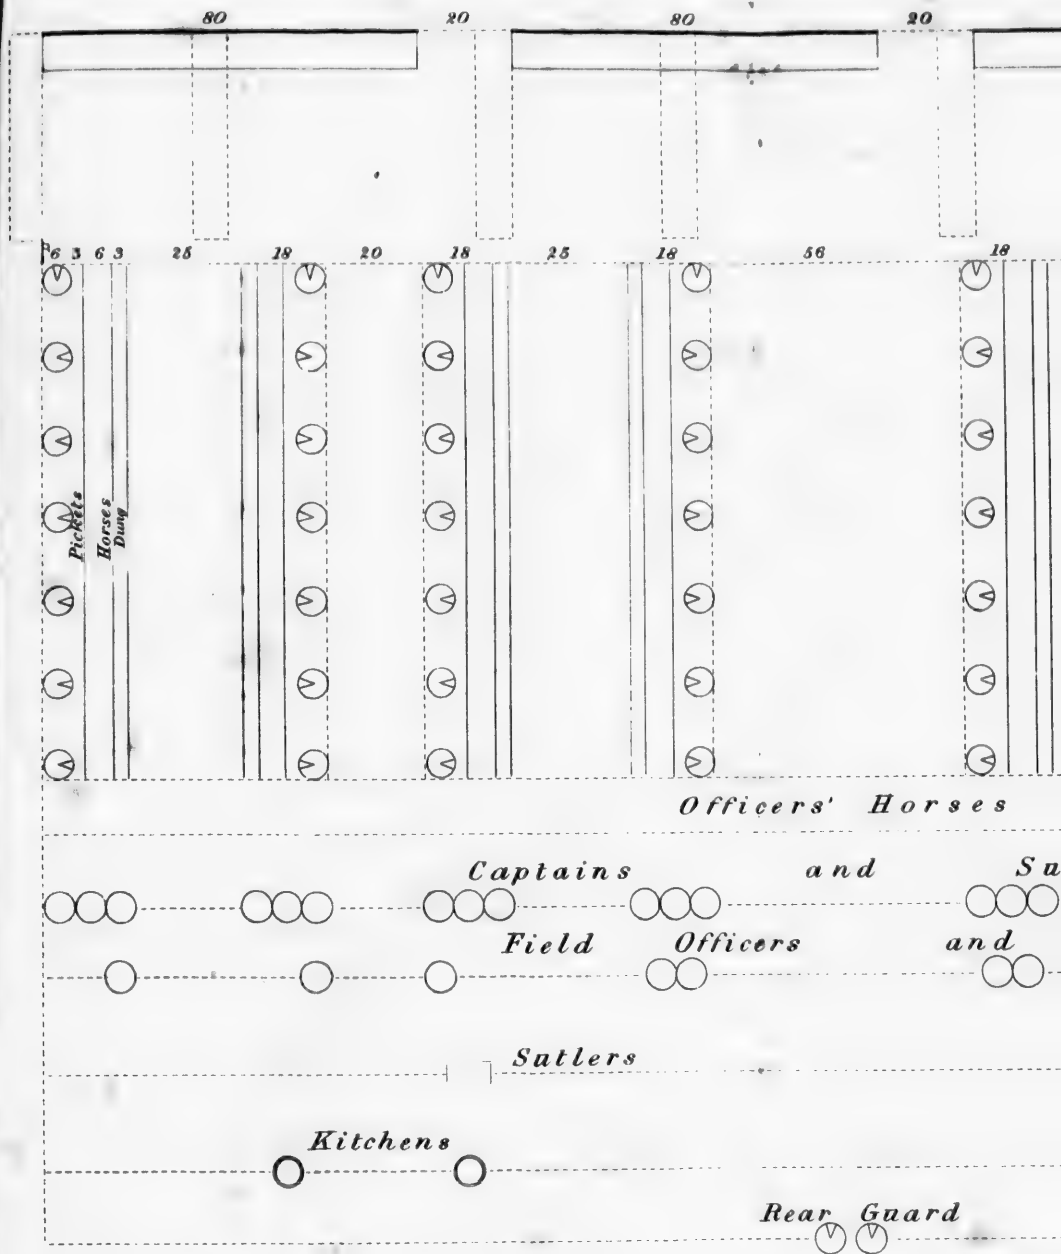 80 20 80 20
6 3 6 3 25 18 20 18 25 18 56 18
Pickets
Horses
Dung
Officers' Horses
Captains and Su
Field Officers and
Sutlers
Kitchens
Rear Guard